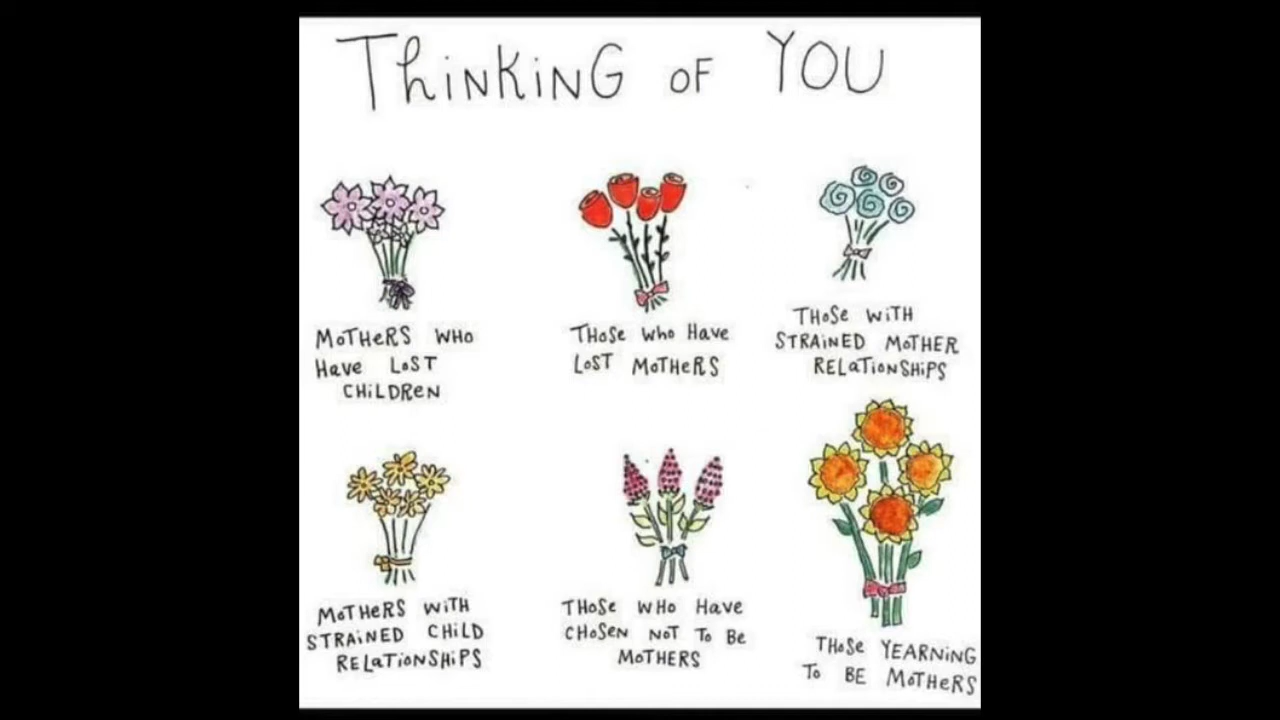 THINKING OF YOU
MOTHERS WHO
HAVE LOST
CHILDREN
THOSE WHO HAVE
LOST MOTHERS
THOSE WITH
STRAINED MOTHER
RELATIONSHIPS
MOTHERS WITH
STRAINED CHILD
RELATIONSHIPS
THOSE WHO HAVE
CHOSEN NOT TO BE
MOTHERS
THOSE YEARNING
TO BE MOTHERS